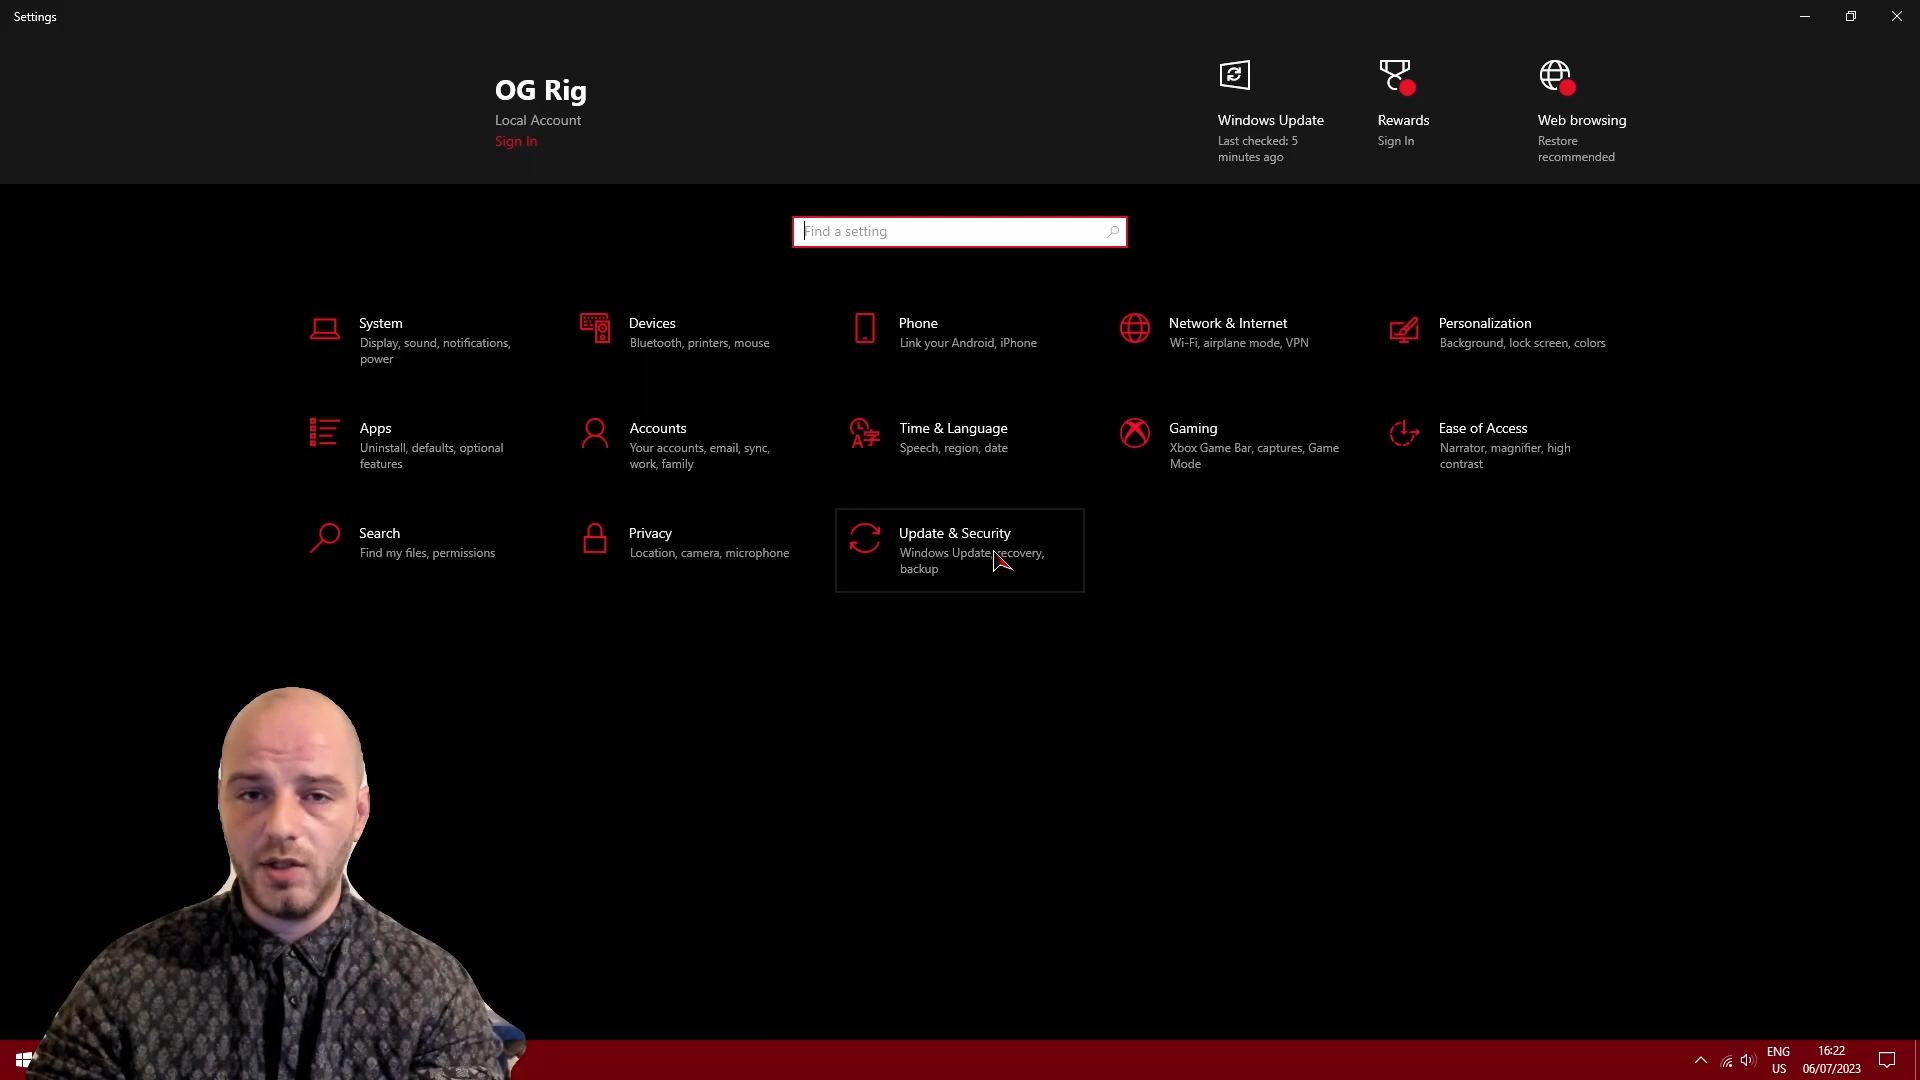 Settings
OG Rig
Local Account
Sign In
Windows Update
Last checked: 5
minutes ago
Rewards
Sign In
Web browsing
Restore
recommended
Find a setting
System
Display, sound, notifications,
power
Devices
Bluetooth, printers, mouse
Phone
Link your Android, iPhone
Network & Internet
Wi-Fi, airplane mode, VPN
Personalization
Background, lock screen, colors
Apps
Uninstall, defaults, optional
features
Accounts
Your accounts, email, sync,
work, family
Time & Language
Speech, region, date
Gaming
Xbox Game Bar, captures, Game
Mode
Ease of Access
Narrator, magnifier, high
contrast
Search
Find my files, permissions
Privacy
Location, camera, microphone
Update & Security
Windows Update, recovery,
backup
ENG
US
16:22
06/07/2023